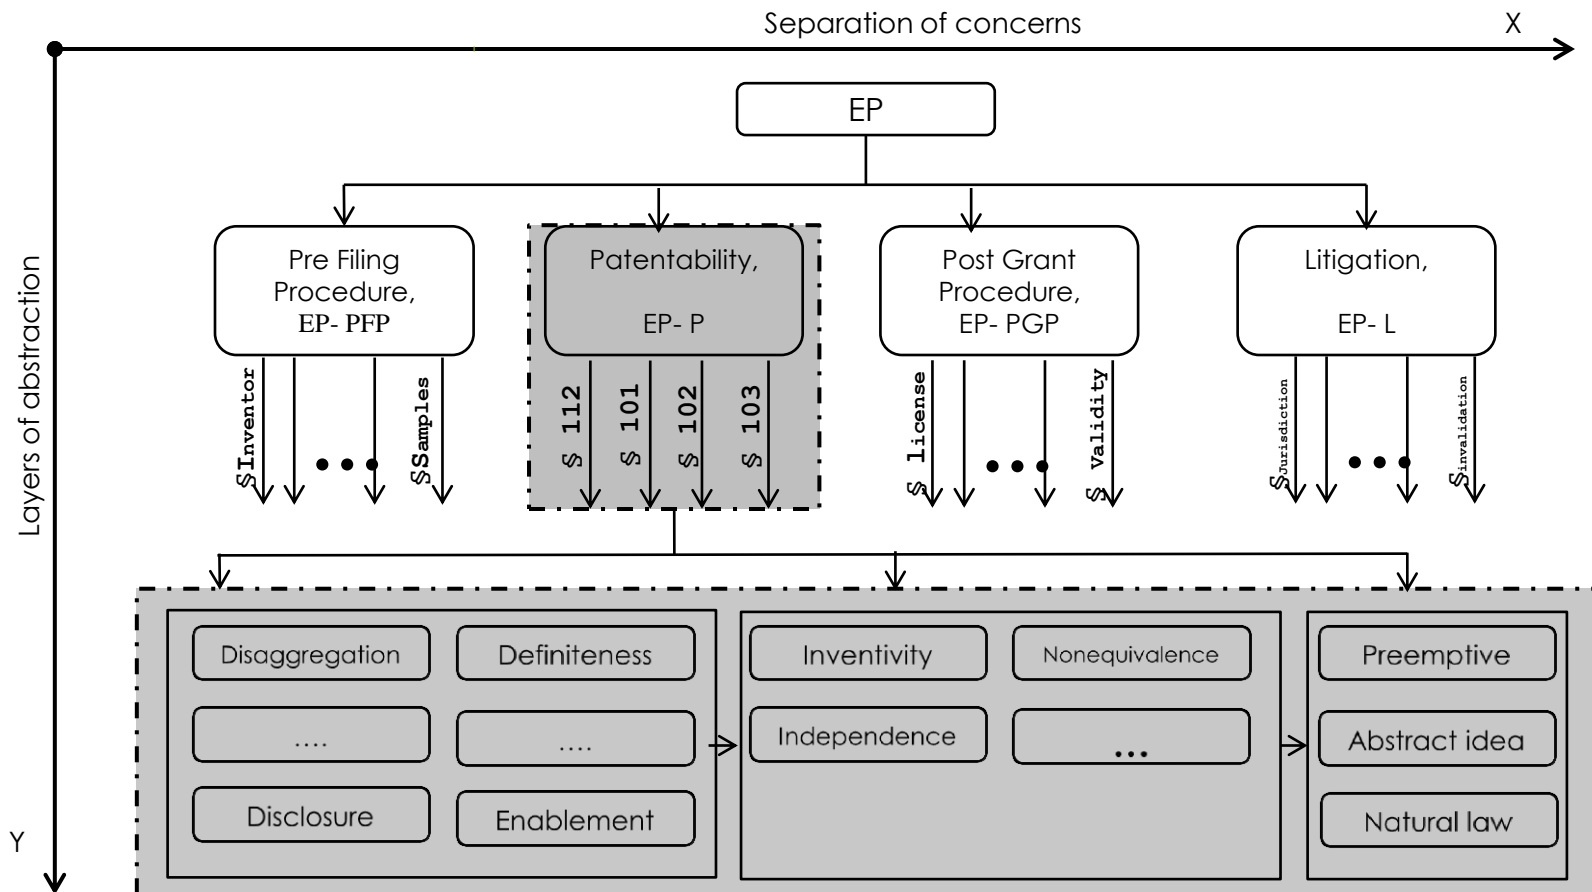 Separation of concerns
X
EP
Layers of abstraction
Y
Pre Filing
Procedure,
EP- PFP
Patentability,
EP- P
Post Grant
Procedure,
EP- PGP
Litigation,
EP- L
§Inventor
§Samples
§ 112
§ 101
§ 102
§ 103
§ license
§ Validity
§Jurisdiction
§invalidation
Disaggregation
Definiteness
....
....
Disclosure
Enablement
Inventivity
Nonequivalence
Independence
...
Preemptive
Abstract idea
Natural law